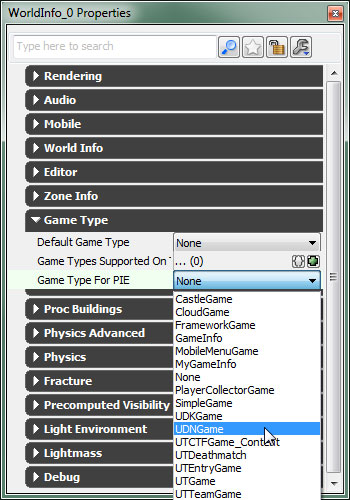 WorldInfo_0 Properties
Type here to search
Rendering
Audio
Mobile
World Info
Editor
Zone Info
Game Type
Default Game Type None
Game Types Supported On ... (0)
Game Type For PIE None
Proc Buildings
Physics Advanced
Physics
Fracture
Precomputed Visibility
Light Environment
Lightmass
Debug
CastleGame
CloudGame
FrameworkGame
GameInfo
MobileMenuGame
MyGameInfo
None
PlayerCollectorGame
SimpleGame
UDKGame
UDNGame
UTCTFGame_Content
UTDeathmatch
UTEntryGame
UTGame
UTTeamGame